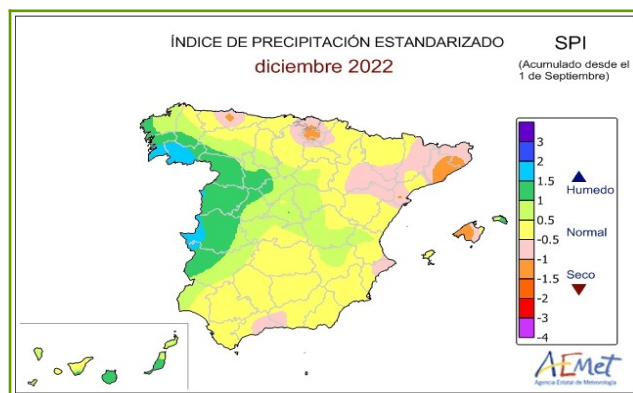 ÍNDICE DE PRECIPITACIÓN ESTANDARIZADO
SPI
diciembre 2022
(Acumulado desde el
1 de Septiembre)
3
2
1.5
Humedo
1
0.5
Normal
-0.5
-1
Seco
-1.5
-2
-3
-4
AEMet
Agencia Estatal de Meteorología